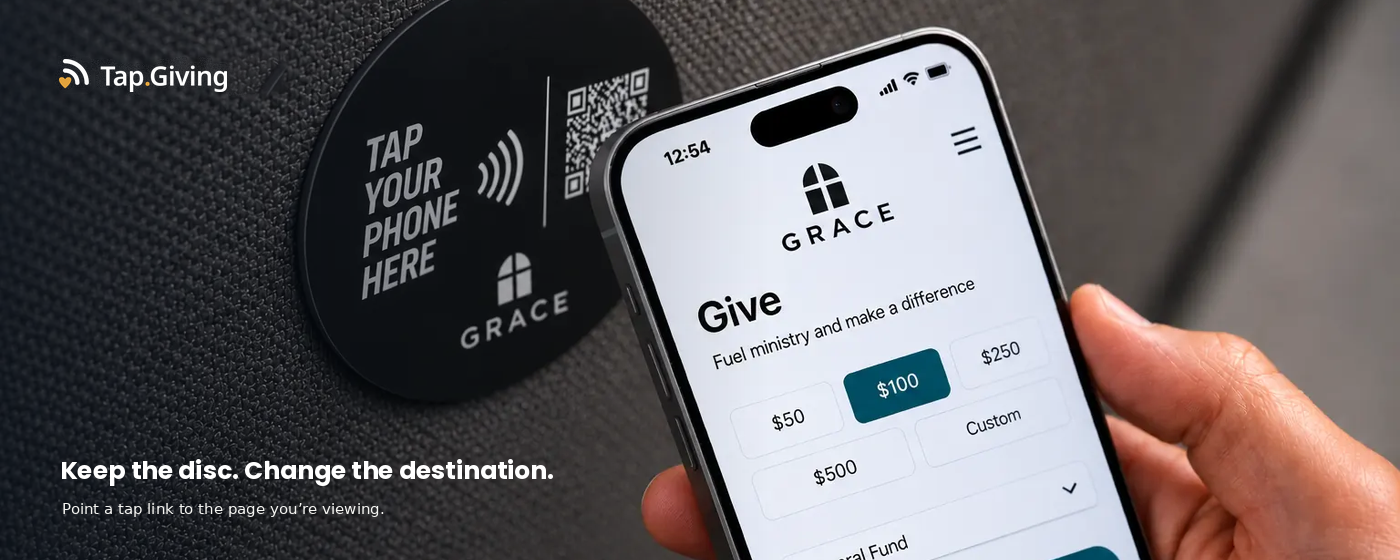 Tap.Giving
TAP
YOUR
PHONE
HERE
GRACE
12:54
GRACE
Give
Fuel ministry and make a difference
$50
$100
$250
$500
Custom
Fund
Keep the disc. Change the destination.
Point a tap link to the page you’re viewing.